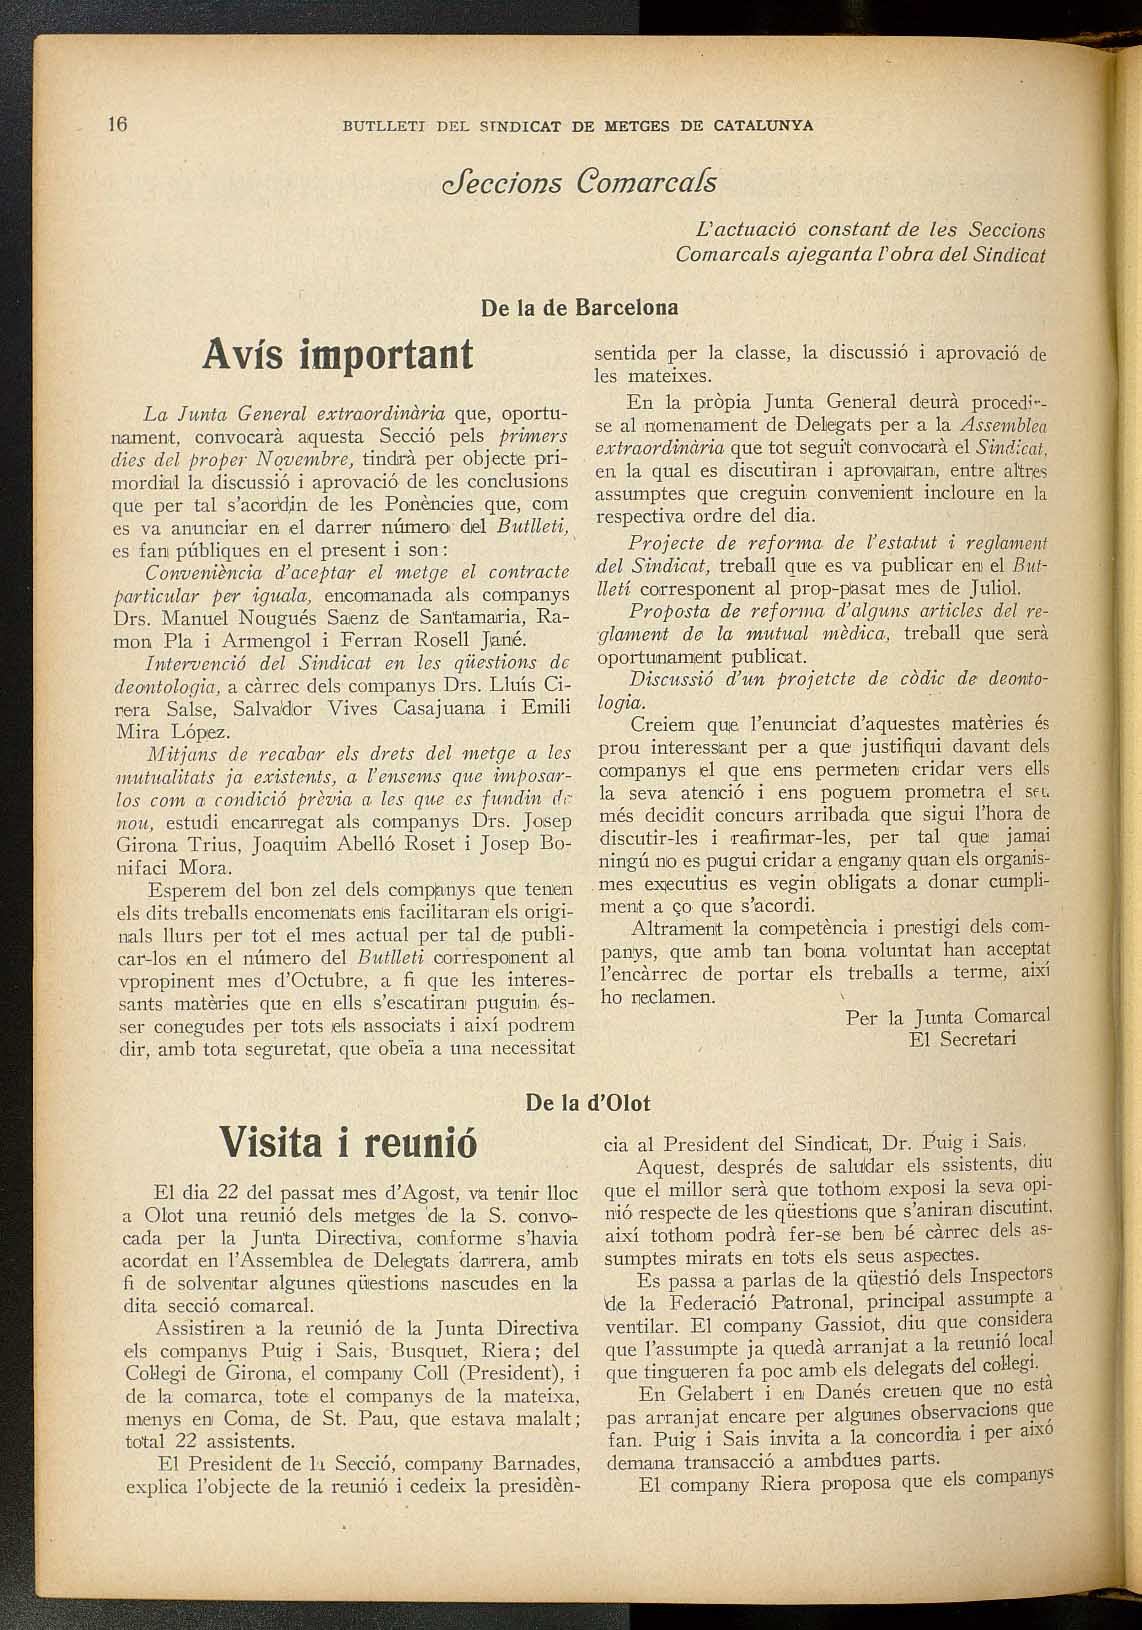 16
BUTLLETI DEL SINDICAT DE METGES DE CATALUNYA
Seccions Comarcals
L'actuació constant de les Seccions
Comarcals ajeganta l'obra del Sindicat
De la de Barcelona
Avís important
La Junta General extraordinària que, oportu-
nament, convocarà aquesta Secció pels primers
dies del proper Novembre, tindrà per objecte pri-
mordial la discussió i aprovació de les conclusions
que per tal s'acordjn de les Ponències que, com
es va anunciar en el darrer número del Butlleti,
es fan públiques en el present i son:
Conveniència d'aceptar el metge el contracte
particular per iguala, encomanada als companys
Drs. Manuel Nougués Saenz de Santamaria, Ra-
mon Pla i Armengol i Ferran Rosell Jané.
Intervenció del Sindicat en les qüestions de
deontologia, a càrrec dels companys Drs. Lluís Ci-
rera Salse, Salvador Vives Casajuana i Emili
Mira López.
Mitjans de recabar els drets del metge a les
mutualitats ja existents, a l'ensems que imposar-
los com a condició prèvia a les que es fundin de
nou, estudi encarregat als companys Drs. Josep
Girona Trius, Joaquim Abelló Roset i Josep Bo-
nifaci Mora.
Esperem del bon zel dels companys que tenen
els dits treballs encomenats ens facilitaran els origi-
nals llurs per tot el mes actual per tal de publi-
car-los en el número del Butlleti corresponent al
vpropinent mes d'Octubre, a fi que les interes-
sants matèries que en ells s'escatiran puguin és-
ser conegudes per tots els associats i així podrem
dir, amb tota seguretat, que obeïa a una necessitat
sentida per la classe, la discussió i aprovació de
les mateixes.
En la pròpia Junta General deurà procedir-
se al nomenament de Delegats per a la Assemblea
extraordinària que tot seguit convocarà el Sindicat,
en la qual es discutiran i aprovaran, entre altres
assumptes que creguin convenient incloure en la
respectiva ordre del dia.
Projecte de reforma de l'estatut i reglament
del Sindicat, treball que es va publicar en el But-
lletí corresponent al prop-pasat mes de Juliol.
Proposta de reforma d'alguns articles del re-
glament de la mutual mèdica, treball que serà
oportunament publicat.
Discussió d'un projetcte de còdic de deonto-
logia.
Creiem que l'enunciat d'aquestes matèries és
prou interessant per a que justifiqui davant dels
companys el que ens permeten cridar vers ells
la seva atenció i ens poguem prometra el seu
més decidit concurs arribada que sigui l'hora de
discutir-les i reafirmar-les, per tal que jamai
ningú no es pugui cridar a engany quan els organis-
mes executius es vegin obligats a donar cumpli-
ment a ço que s'acordi.
Altrament la competència i prestigi dels com-
panys, que amb tan bona voluntat han acceptat
l'encàrrec de portar els treballs a terme, així
ho reclamen.
Per la Junta Comarcal
El Secretari
De la d'Olot
Visita i reunió
El dia 22 del passat mes d'Agost, va tenir lloc
a Olot una reunió dels metges de la S. convo-
cada per la Junta Directiva, conforme s'havia
acordat en l'Assemblea de Delegats darrera, amb
fi de solventar algunes qüestions nascudes en la
dita secció comarcal.
Assistiren a la reunió de la Junta Directiva
els companys Puig i Sais, Busquet, Riera; del
Col·legi de Girona, el company Coll (President), i
de la comarca, tote el companys de la mateixa,
menys en Coma, de St. Pau, que estava malalt;
total 22 assistents.
El President de la Secció, company Barnades,
explica l'objecte de la reunió i cedeix la presidèn-
cia al President del Sindicat, Dr. Puig i Sais.
Aquest, després de saludar els ssistents, diu
que el millor serà que tothom exposi la seva opi-
nió respecte de les qüestions que s'aniran discutint,
així tothom podrà fer-se ben bé càrrec dels as-
sumptes mirats en tots els seus aspectes.
Es passa a parlas de la qüestió dels Inspectors
de la Federació Patronal, principal assumpte a
ventilar. El company Gassiot, diu que considera
que l'assumpte ja quedà arranjat a la reunió local
que tingueren fa poc amb els delegats del col·legi.
En Gelabert i en Danés creuen que no està
pas arranjat encare per algunes observacions que
fan. Puig i Sais invita a la concordia i per això
demana transacció a ambdues parts.
El company Riera proposa que els companys